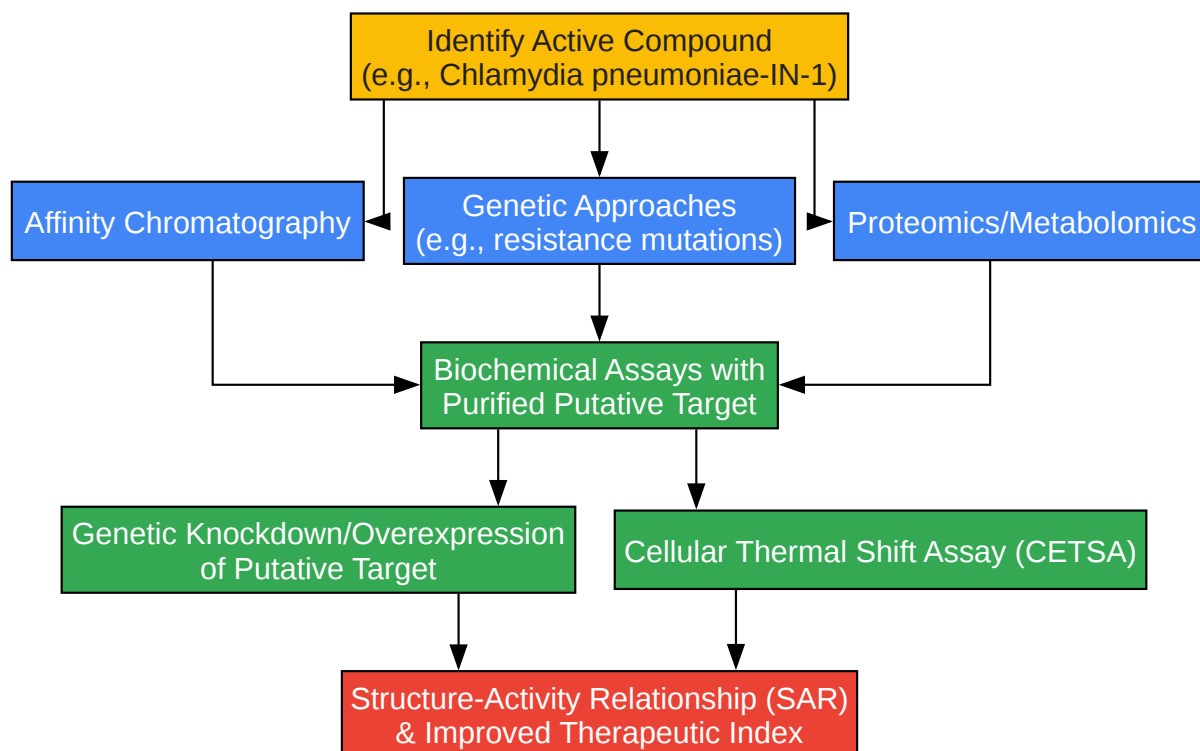 Identify Active Compound
(e.g., Chlamydia pneumoniae-IN-1)
Affinity Chromatography
Genetic Approaches
(e.g., resistance mutations)
Proteomics/Metabolomics
Biochemical Assays with
Purified Putative Target
Genetic Knockdown/Overexpression
of Putative Target
Cellular Thermal Shift Assay (CETSA)
Structure-Activity Relationship (SAR)
& Improved Therapeutic Index